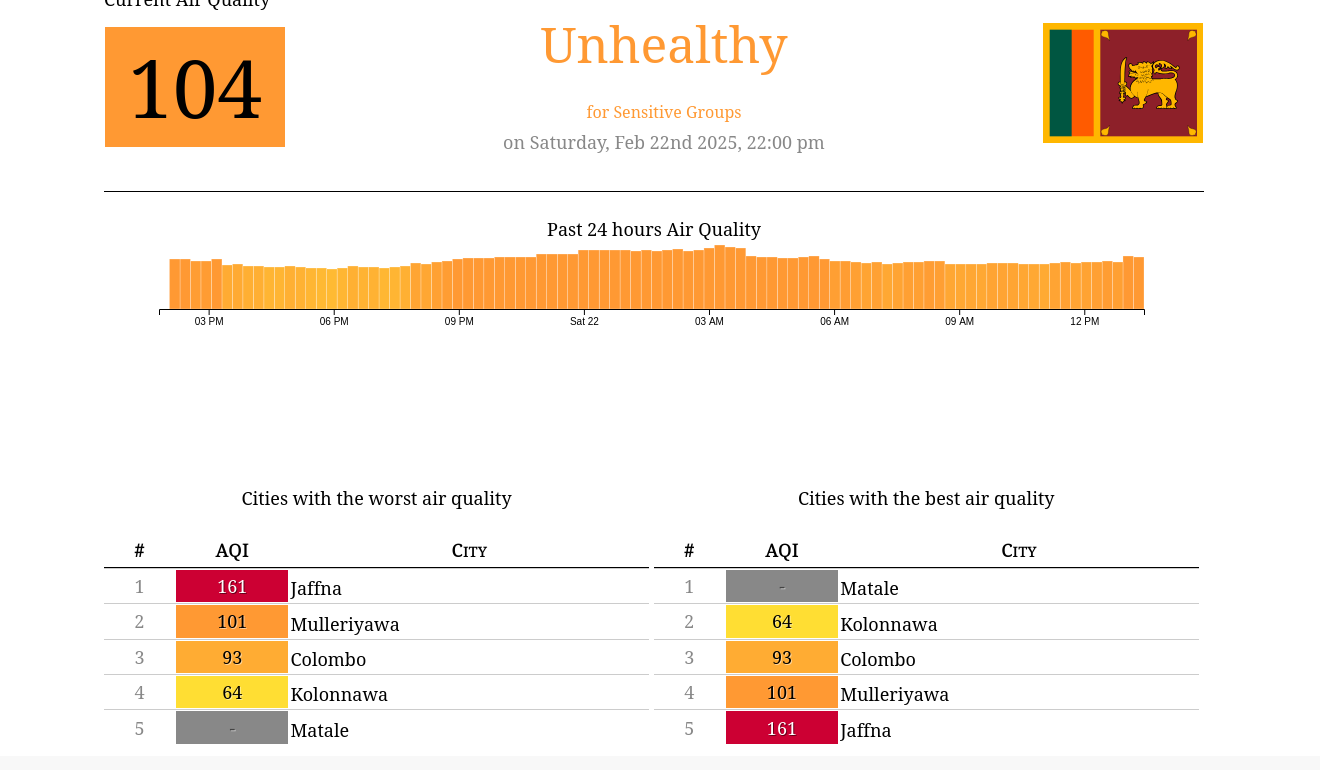 Current Air Quality
104
Unhealthy
for Sensitive Groups
on Saturday, Feb 22nd 2025, 22:00 pm
Past 24 hours Air Quality
03 PM 06 PM 09 PM Sat 22 03 AM 06 AM 09 AM 12 PM
Cities with the worst air quality
# AQI City
1 161 Jaffna
2 101 Mulleriyawa
3 93 Colombo
4 64 Kolonnawa
5 - Matale
Cities with the best air quality
# AQI City
1 - Matale
2 64 Kolonnawa
3 93 Colombo
4 101 Mulleriyawa
5 161 Jaffna